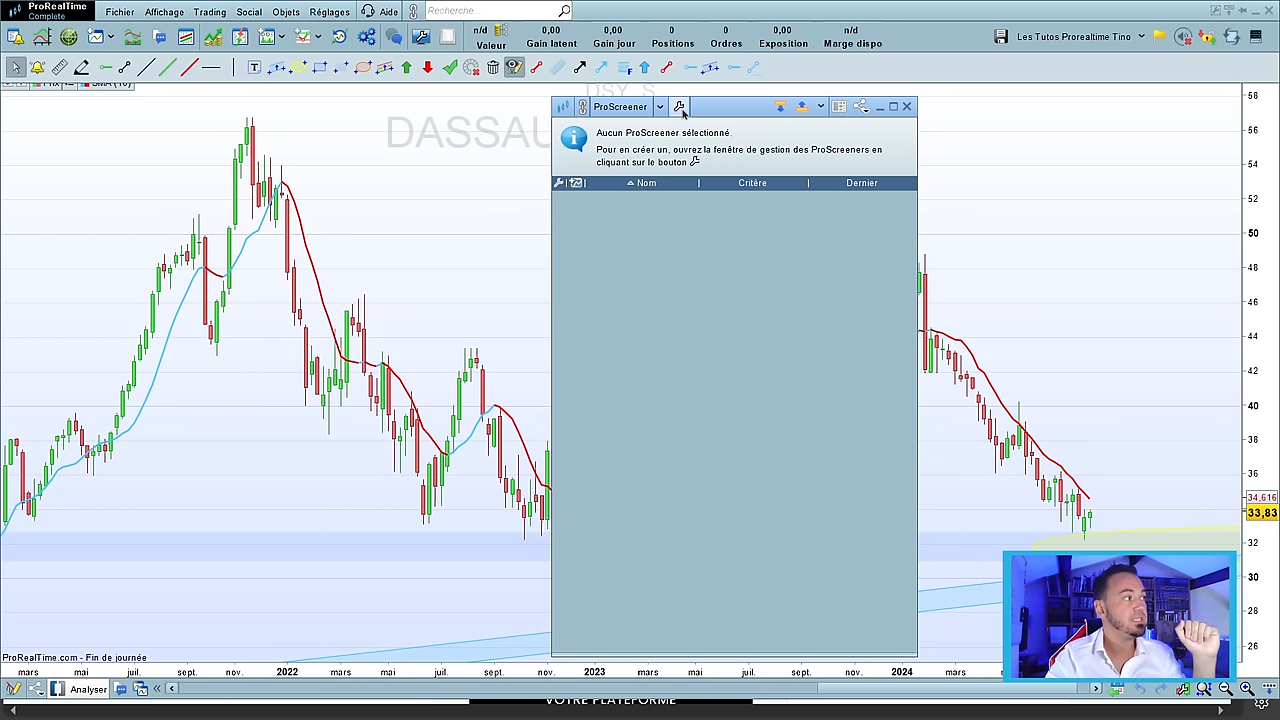 ProRealTime
Complete
Fichier Affichage Trading Social Objets Réglages Aide Recherche ...
n/d
Valeur
0,00
Gain latent
0,00
Gain jour
0
Positions
0
Ordres
0,00
Exposition
n/d
Marge dispo
Les Tutos Prorealtime Tino
DSY_S
DASSAU
ProScreener
Aucun ProScreener sélectionné.
Pour en créer un, ouvrez la fenêtre de gestion des ProScreeners en
cliquant sur le bouton
Nom Critère Dernier
58
56
54
52
50
48
46
44
42
40
38
36
34,616
33,83
32
30
28
26
ProRealTime.com - Fin de journée
mars mai juil. sept. nov. 2022 mars mai juil. sept. nov. 2023 mars mai juil. sept. nov. 2024 mars
Analyser
VOTRE PLATEFORME